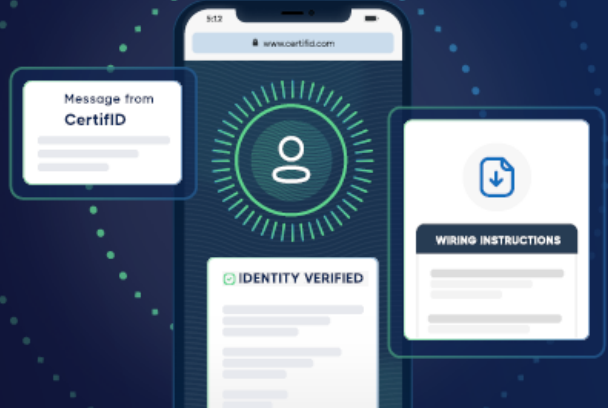 5:12
www.certifid.com
Message from
CertifID
WIRING INSTRUCTIONS
IDENTITY VERIFIED